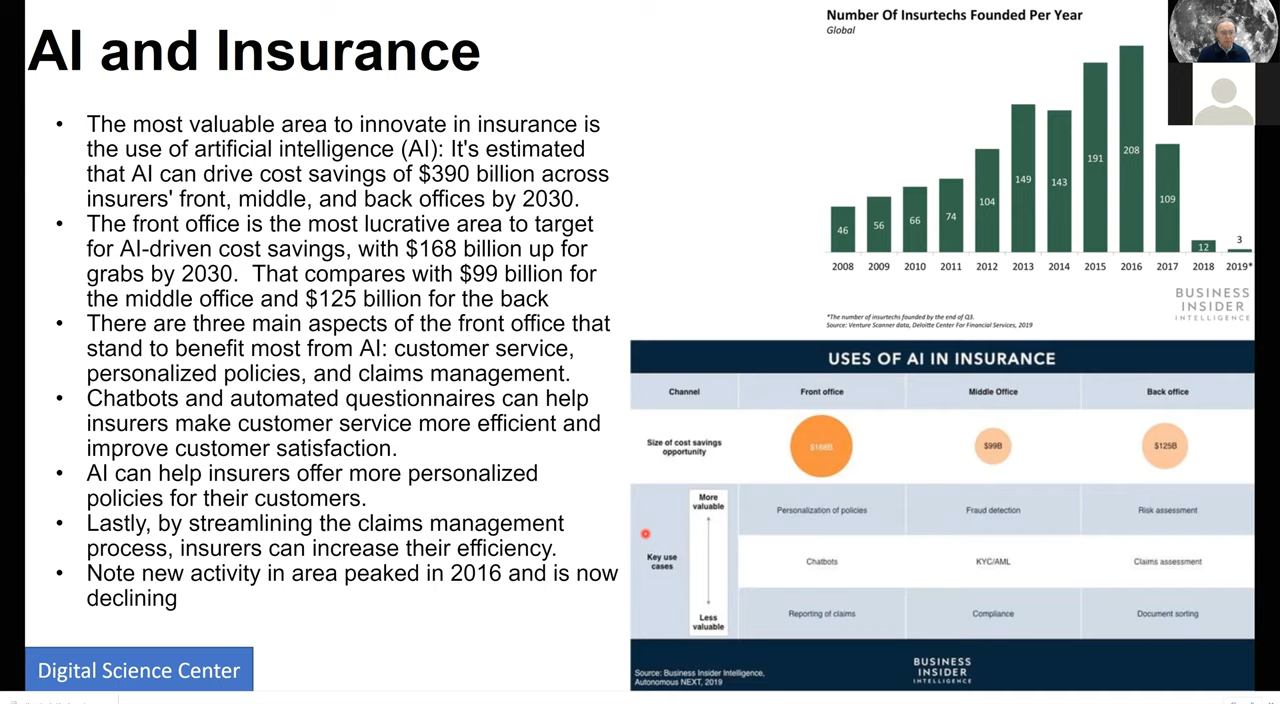 AI and Insurance
• The most valuable area to innovate in insurance is
the use of artificial intelligence (AI): It's estimated
that AI can drive cost savings of $390 billion across
insurers' front, middle, and back offices by 2030.
• The front office is the most lucrative area to target
for AI-driven cost savings, with $168 billion up for
grabs by 2030.  That compares with $99 billion for
the middle office and $125 billion for the back
• There are three main aspects of the front office that
stand to benefit most from AI: customer service,
personalized policies, and claims management.
• Chatbots and automated questionnaires can help
insurers make customer service more efficient and
improve customer satisfaction.
• AI can help insurers offer more personalized
policies for their customers.
• Lastly, by streamlining the claims management
process, insurers can increase their efficiency.
• Note new activity in area peaked in 2016 and is now
declining
Digital Science Center
Number Of Insurtechs Founded Per Year
Global
46 56 66 74 104 149 143 191 208 109 12 3
2008 2009 2010 2011 2012 2013 2014 2015 2016 2017 2018 2019*
BUSINESS
INSIDER
INTELLIGENCE
*The number of insurtechs founded by the end of Q3.
Source: Venture Scanner data, Deloitte Center For Financial Services, 2019
USES OF AI IN INSURANCE
Channel Front office Middle Office Back office
Size of cost savings
opportunity
$168B $99B $125B
Key use
cases
More
valuable
Less
valuable
Personalization of policies Fraud detection Risk assessment
Chatbots KYC/AML Claims assessment
Reporting of claims Compliance Document sorting
Source: Business Insider Intelligence,
Autonomous NEXT, 2019
BUSINESS
INSIDER
INTELLIGENCE